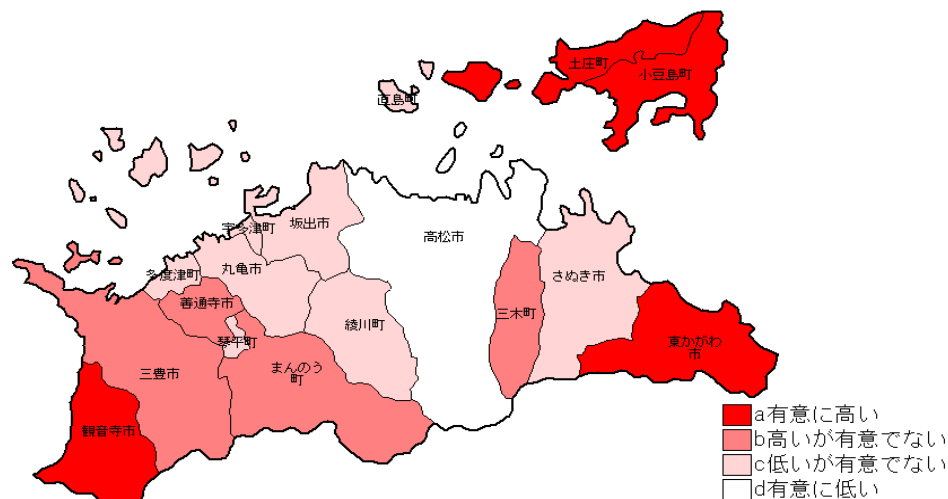 土庄町
小豆島町
直島町
宇多津町
坂出市
高松市
多度津町
丸亀市
さぬき市
善通寺市
三木町
綾川町
琴平町
東かがわ
市
三豊市
まんのう
町
観音寺市
a有意に高い
b高いが有意でない
c低いが有意でない
d有意に低い